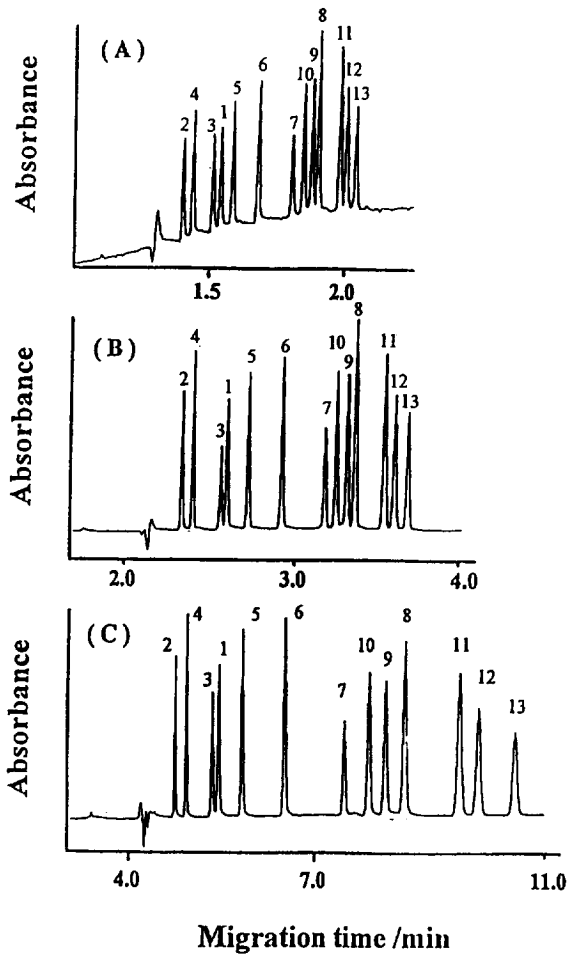 (A)
Absorbance
2 4 3 1 5 6 7 10 9 8 11 12 13
1.5 2.0
(B)
Absorbance
2 4 3 1 5 6 7 10 9 8 11 12 13
2.0 3.0 4.0
(C)
Absorbance
2 4 3 1 5 6 7 10 9 8 11 12 13
4.0 7.0 11.0
Migration time /min